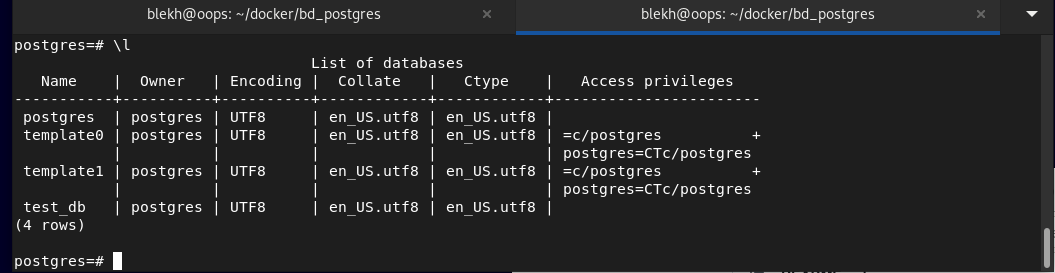 blekh@oops: ~/docker/bd_postgres × blekh@oops: ~/docker/bd_postgres ×
postgres=# \l
                                 List of databases
   Name    |  Owner   | Encoding |  Collate   |   Ctype    |   Access privileges
-----------+----------+----------+------------+------------+-----------------------
 postgres  | postgres | UTF8     | en_US.utf8 | en_US.utf8 |
 template0 | postgres | UTF8     | en_US.utf8 | en_US.utf8 | =c/postgres          +
           |          |          |            |            | postgres=CTc/postgres
 template1 | postgres | UTF8     | en_US.utf8 | en_US.utf8 | =c/postgres          +
           |          |          |            |            | postgres=CTc/postgres
 test_db   | postgres | UTF8     | en_US.utf8 | en_US.utf8 |
(4 rows)
postgres=#